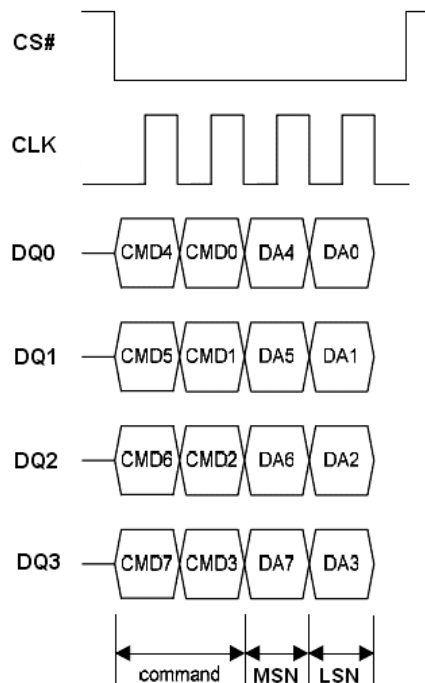 CS#
CLK
DQ0 CMD4 CMD0 DA4 DA0
DQ1 CMD5 CMD1 DA5 DA1
DQ2 CMD6 CMD2 DA6 DA2
DQ3 CMD7 CMD3 DA7 DA3
command MSN LSN